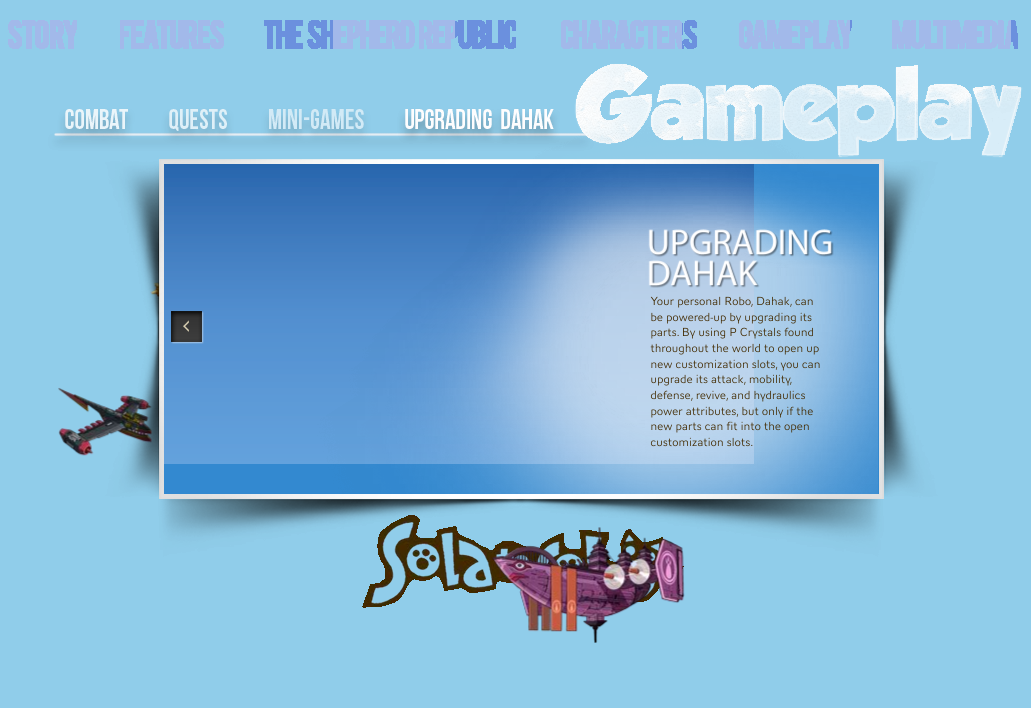 STORY FEATURES THE SHEPHERD REPUBLIC CHARACTERS GAMEPLAY MULTIMEDIA
Gameplay
COMBAT QUESTS MINI-GAMES UPGRADING DAHAK
UPGRADING
DAHAK
Your personal Robo, Dahak, can
be powered-up by upgrading its
parts. By using P Crystals found
throughout the world to open up
new customization slots, you can
upgrade its attack, mobility,
defense, revive, and hydraulics
power attributes, but only if the
new parts can fit into the open
customization slots.